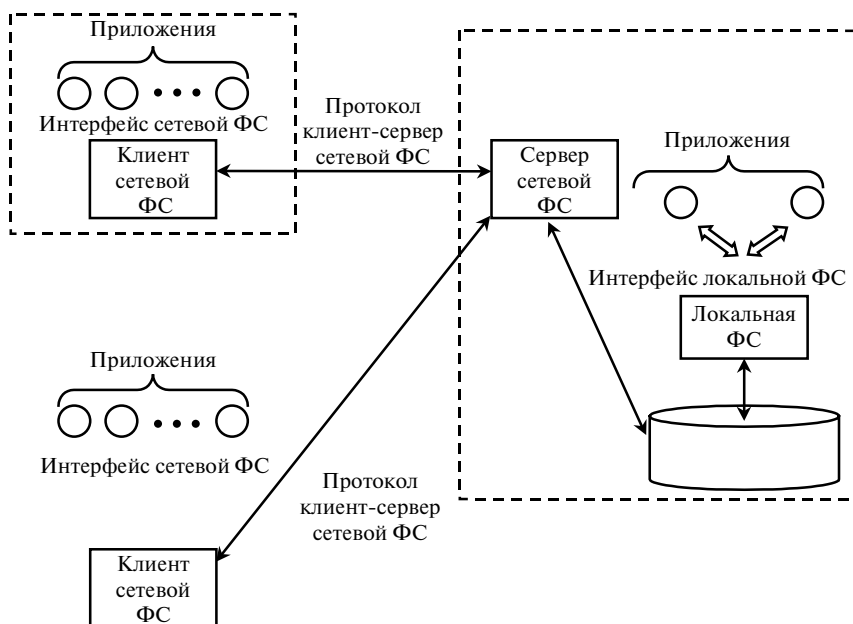 Приложения
Интерфейс сетевой ФС
Клиент
сетевой
ФС
Протокол
клиент-сервер
сетевой ФС
Сервер
сетевой
ФС
Приложения
Интерфейс локальной ФС
Локальная
ФС
Приложения
Интерфейс сетевой ФС
Протокол
клиент-сервер
сетевой ФС
Клиент
сетевой
ФС